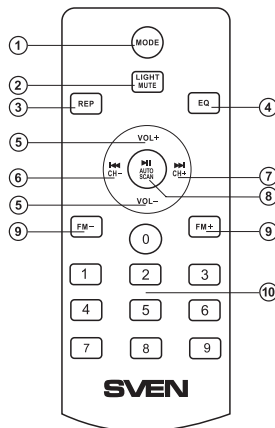 1 MODE
2 LIGHT MUTE
3 REP
EQ 4
5 VOL+
6 CH- AUTO SCAN CH+ 7
8
5 VOL-
9 FM- FM+ 9
0
1 2 3
10
4 5 6
7 8 9
SVEN